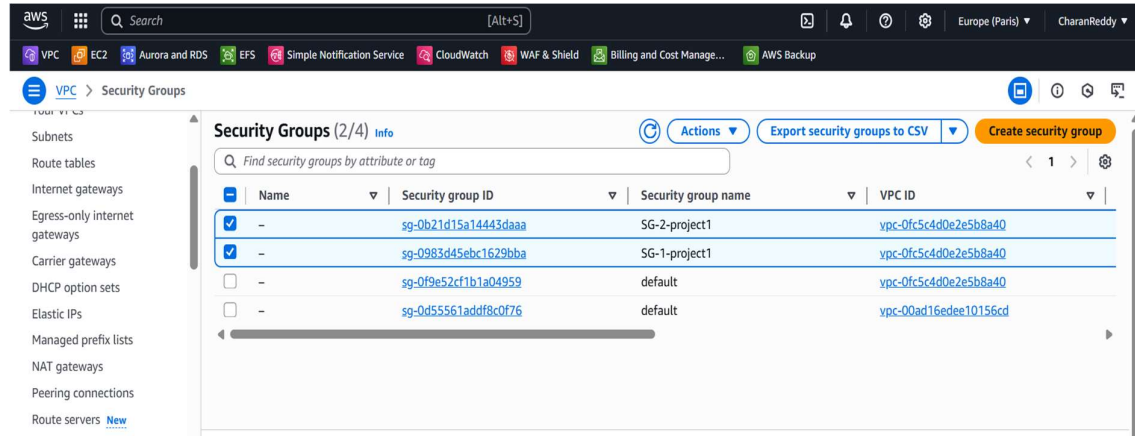 aws Search [Alt+S] Europe (Paris) ▼ CharanReddy ▼
VPC EC2 Aurora and RDS EFS Simple Notification Service CloudWatch WAF & Shield Billing and Cost Manage... AWS Backup
VPC > Security Groups
Your VPCs
Subnets
Route tables
Internet gateways
Egress-only internet
gateways
Carrier gateways
DHCP option sets
Elastic IPs
Managed prefix lists
NAT gateways
Peering connections
Route servers New
Security Groups (2/4) Info
Actions ▼ Export security groups to CSV ▼ Create security group
Find security groups by attribute or tag
< 1 >
Name Security group ID Security group name VPC ID
– sg-0b21d15a14443daaa SG-2-project1 vpc-0fc5c4d0e2e5b8a40
– sg-0983d45ebc1629bba SG-1-project1 vpc-0fc5c4d0e2e5b8a40
– sg-0f9e52cf1b1a04959 default vpc-0fc5c4d0e2e5b8a40
– sg-0d55561addf8c0f76 default vpc-00ad16edee10156cd